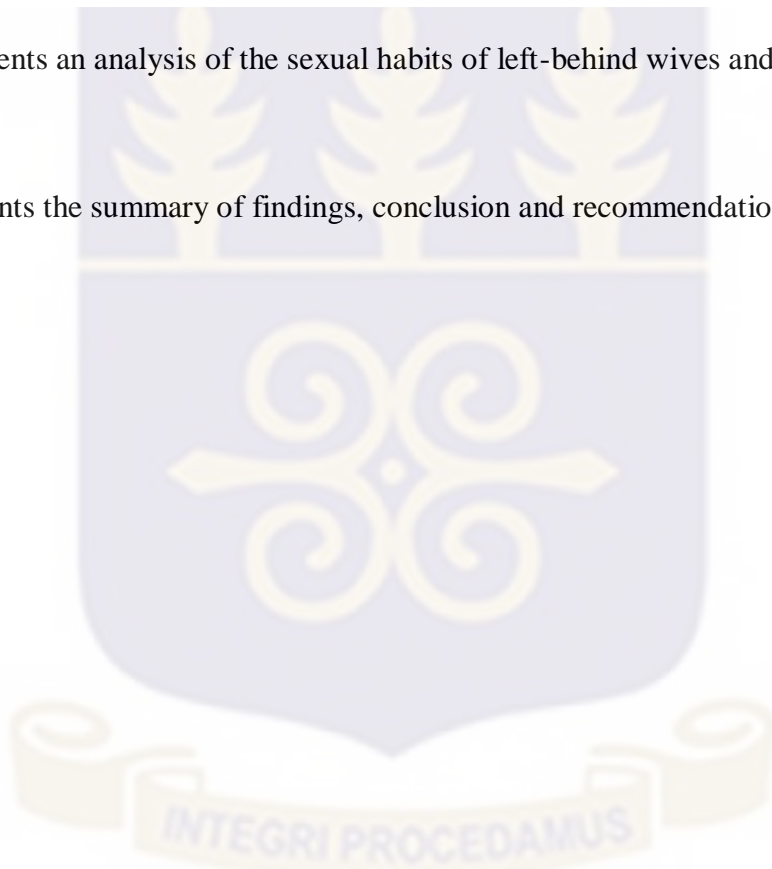 ents an analysis of the sexual habits of left-behind wives and
nts the summary of findings, conclusion and recommendatio
INTEGRI PROCEDAMUS